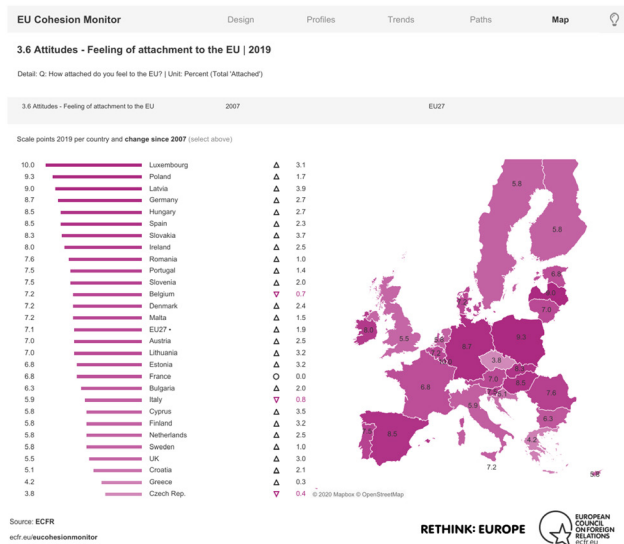 EU Cohesion Monitor Design Profiles Trends Paths Map
3.6 Attitudes - Feeling of attachment to the EU | 2019
Detail: Q: How attached do you feel to the EU? | Unit: Percent (Total 'Attached')
3.6 Attitudes - Feeling of attachment to the EU 2007 EU27
Scale points 2019 per country and change since 2007 (select above)
10.0 Luxembourg △ 3.1
9.3 Poland △ 1.7
9.0 Latvia △ 3.9
8.7 Germany △ 2.7
8.5 Hungary △ 2.7
8.5 Spain △ 2.3
8.3 Slovakia △ 3.7
8.0 Ireland △ 2.5
7.6 Romania △ 1.0
7.5 Portugal △ 1.4
7.5 Slovenia △ 2.0
7.2 Belgium ▽ 0.7
7.2 Denmark △ 2.4
7.2 Malta △ 1.5
7.1 EU27 • △ 1.9
7.0 Austria △ 2.5
7.0 Lithuania △ 3.2
6.8 Estonia △ 3.2
6.8 France ○ 0.0
6.3 Bulgaria △ 2.0
5.9 Italy ▽ 0.8
5.8 Cyprus △ 3.5
5.8 Finland △ 3.2
5.8 Netherlands △ 2.5
5.8 Sweden △ 1.0
5.5 UK △ 3.0
5.1 Croatia △ 2.1
4.2 Greece △ 0.3
3.8 Czech Rep. ▽ 0.4
5.8
5.8
6.8
7.0
8.0
5.5
8.7
9.3
3.8
7.0
8.5
7.6
6.8
5.9
6.3
7.5
8.5
4.2
7.2
5.8
© 2020 Mapbox © OpenStreetMap
Source: ECFR
ecfr.eu/eucohesionmonitor
RETHINK: EUROPE
EUROPEAN
COUNCIL
ON FOREIGN
RELATIONS
ecfr.eu